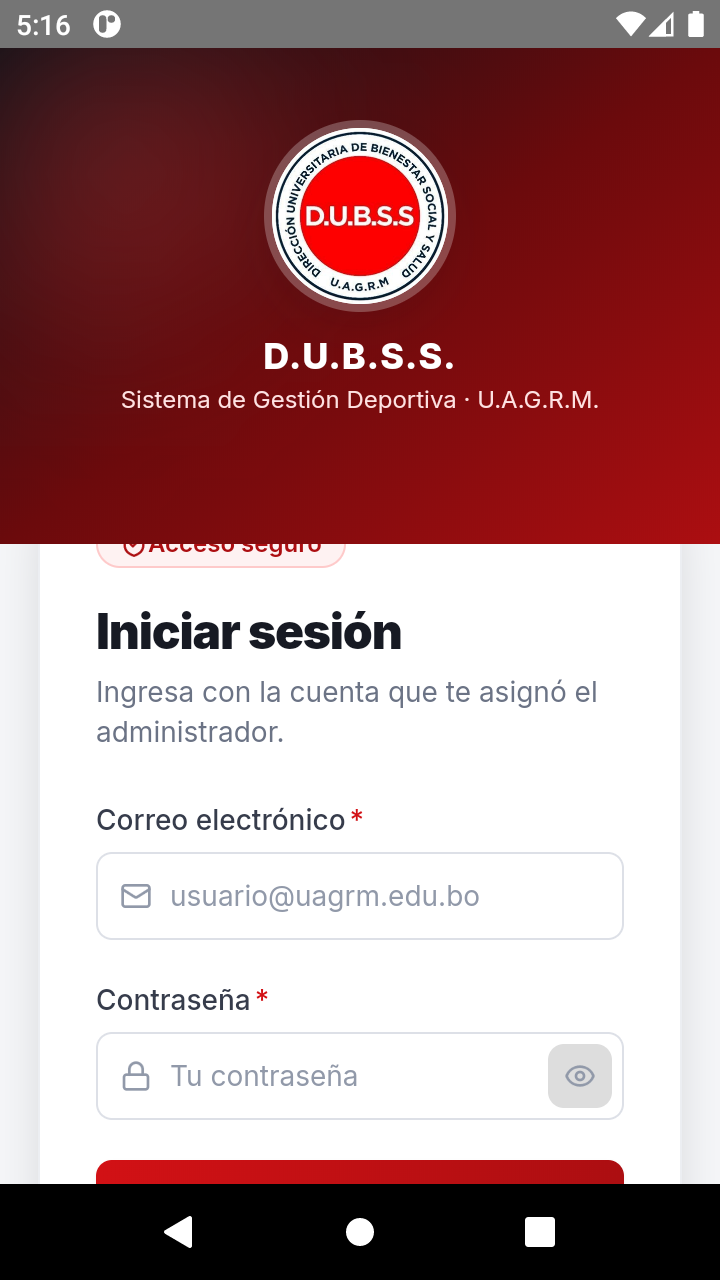 5:16
DIRECCIÓN UNIVERSITARIA DE BIENESTAR SOCIAL Y SALUD
D.U.B.S.S
U.A.G.R.M
D.U.B.S.S.
Sistema de Gestión Deportiva · U.A.G.R.M.
Acceso seguro
Iniciar sesión
Ingresa con la cuenta que te asignó el
administrador.
Correo electrónico *
usuario@uagrm.edu.bo
Contraseña *
Tu contraseña